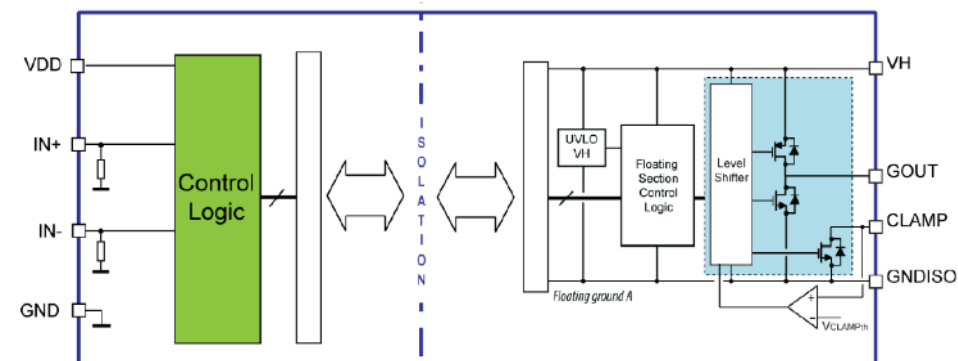 VDD
IN+
IN-
GND
Control
Logic
ISOLATION
UVLO
VH
Floating
Section
Control
Logic
Level
Shifter
Floating ground A
+
-
VCLAMPth
VH
GOUT
CLAMP
GNDISO